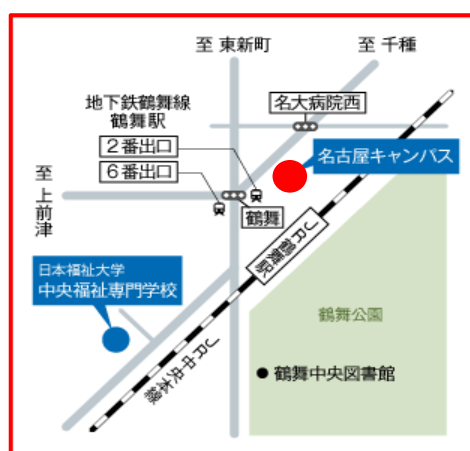 至 東新町
至 千種
地下鉄鶴舞線
鶴舞駅
名大病院西
2番出口
6番出口
名古屋キャンパス
至
上
前
津
鶴舞
JR鶴舞駅
日本福祉大学
中央福祉専門学校
鶴舞公園
JR中央本線
鶴舞中央図書館